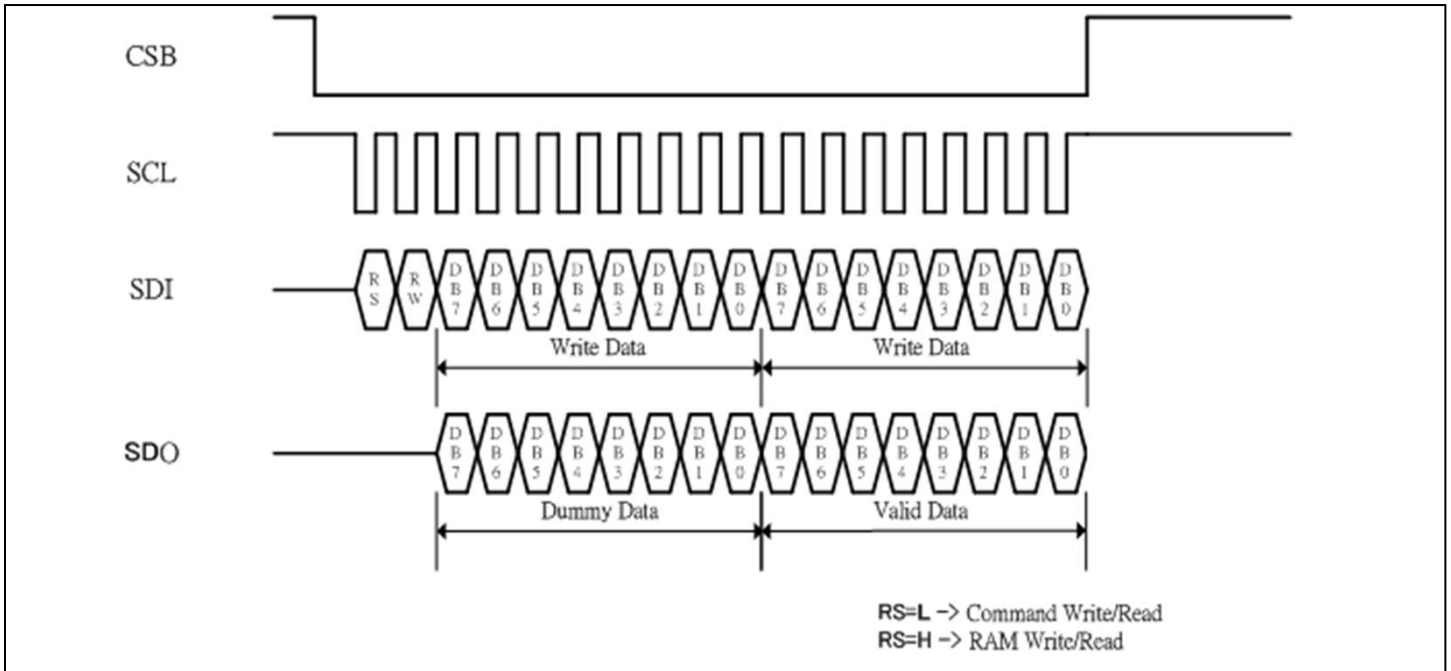 CSB
SCL
SDI
RS RW DB7 DB6 DB5 DB4 DB3 DB2 DB1 DB0 DB7 DB6 DB5 DB4 DB3 DB2 DB1 DB0
Write Data Write Data
SDO
DB7 DB6 DB5 DB4 DB3 DB2 DB1 DB0 DB7 DB6 DB5 DB4 DB3 DB2 DB1 DB0
Dummy Data Valid Data
RS=L -> Command Write/Read
RS=H -> RAM Write/Read